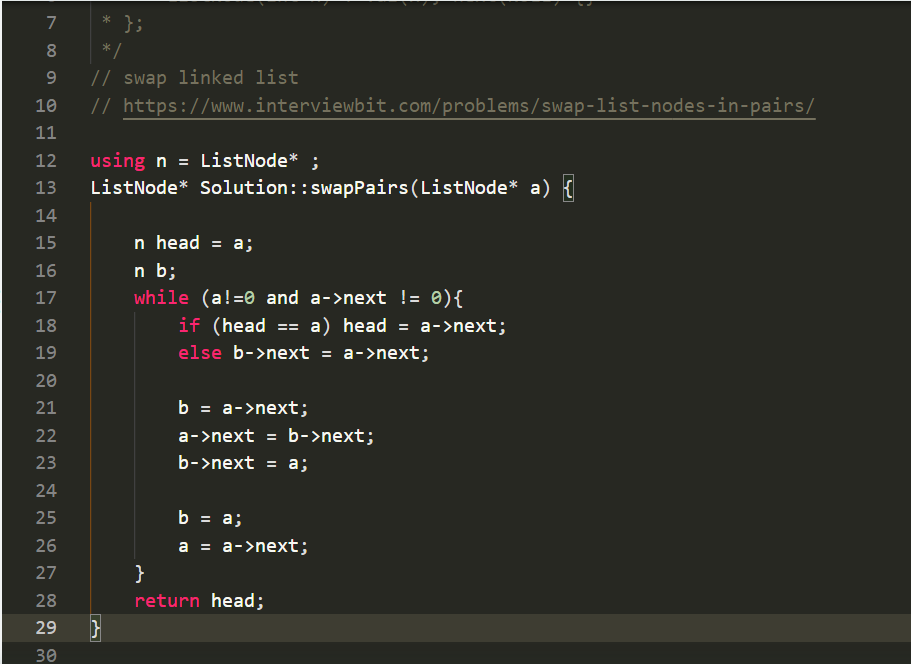 7 * };
8 */
9 // swap linked list
10 // https://www.interviewbit.com/problems/swap-list-nodes-in-pairs/
11
12 using n = ListNode* ;
13 ListNode* Solution::swapPairs(ListNode* a) {
14
15 n head = a;
16 n b;
17 while (a!=0 and a->next != 0){
18 if (head == a) head = a->next;
19 else b->next = a->next;
20
21 b = a->next;
22 a->next = b->next;
23 b->next = a;
24
25 b = a;
26 a = a->next;
27 }
28 return head;
29 }
30